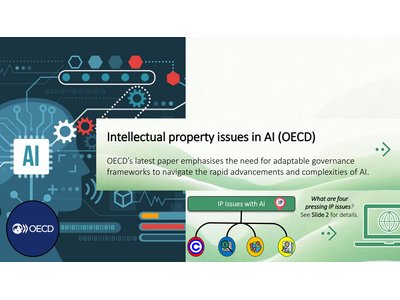 AI
Intellectual property issues in AI (OECD)
OECD's latest paper emphasises the need for adaptable governance
frameworks to navigate the rapid advancements and complexities of AI.
OECD
IP Issues with AI
What are four
pressing IP issues?
See Slide 2 for details.